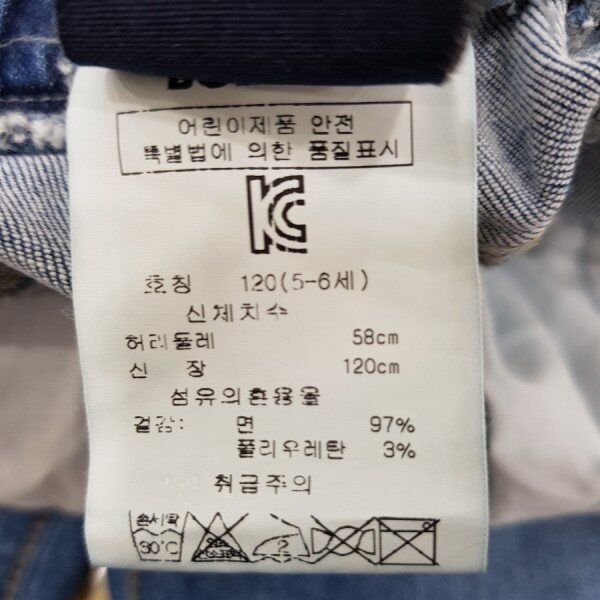 어린이제품 안전
특별법에 의한 품질표시
KC
호칭 120(5-6세)
신체치수
허리둘레 58cm
신 장 120cm
섬유의혼용율
겉감: 면 97%
폴리우레탄 3%
취급주의
손세탁
30℃